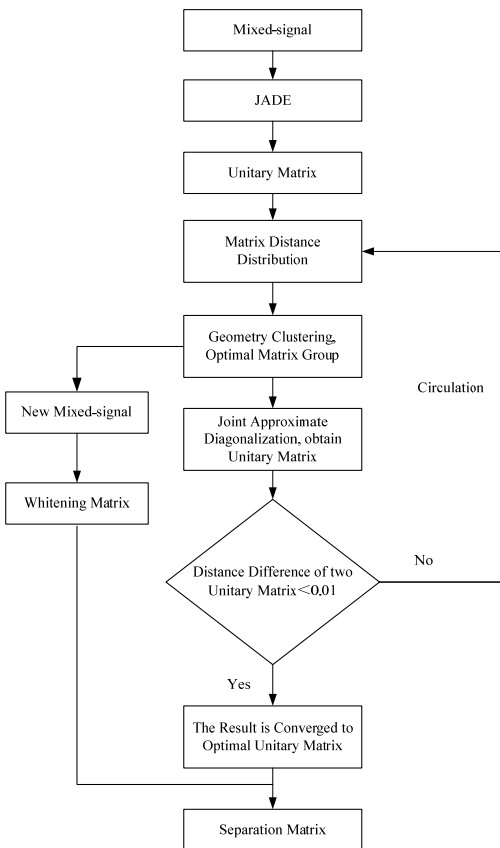 Mixed-signal
JADE
Unitary Matrix
Matrix Distance
Distribution
Geometry Clustering,
Optimal Matrix Group
Circulation
New Mixed-signal
Joint Approximate
Diagonalization, obtain
Unitary Matrix
Whitening Matrix
Distance Difference of two
Unitary Matrix<0.01
No
Yes
The Result is Converged to
Optimal Unitary Matrix
Separation Matrix